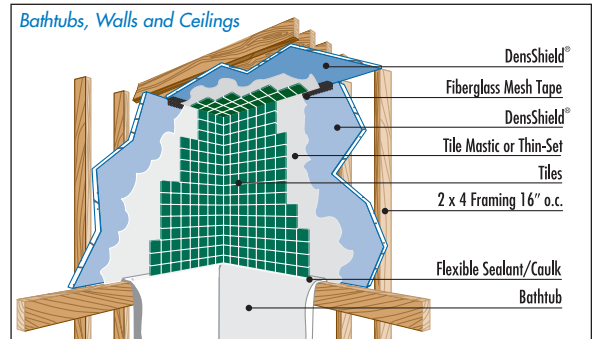 Bathtubs, Walls and Ceilings
DensShield®
Fiberglass Mesh Tape
DensShield®
Tile Mastic or Thin-Set
Tiles
2 x 4 Framing 16" o.c.
Flexible Sealant/Caulk
Bathtub